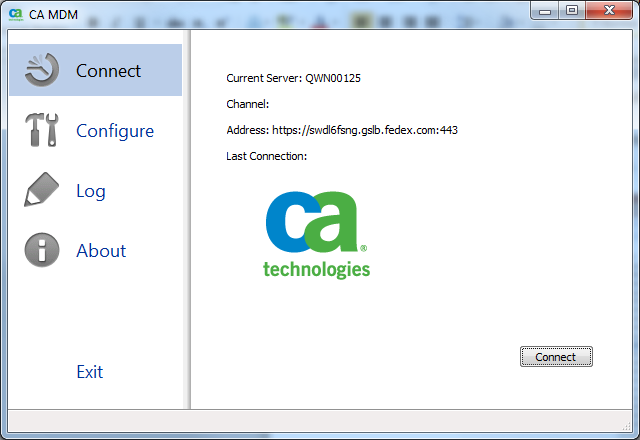 CA MDM
Connect
Configure
Log
About
Exit
Current Server: QWN00125
Channel:
Address: https://swdl6fsng.gslb.fedex.com:443
Last Connection:
ca
technologies
Connect